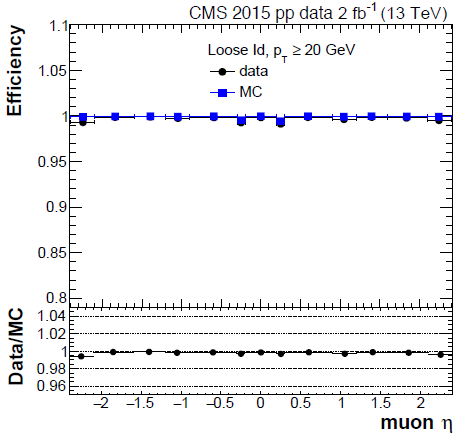 CMS 2015 pp data 2 fb-1 (13 TeV)
Efficiency
1.1
1.05
1
0.95
0.9
0.85
0.8
Loose Id, pT ≥ 20 GeV
data
MC
Data/MC
1.04
1.02
1
0.98
0.96
−2 −1.5 −1 −0.5 0 0.5 1 1.5 2
muon η